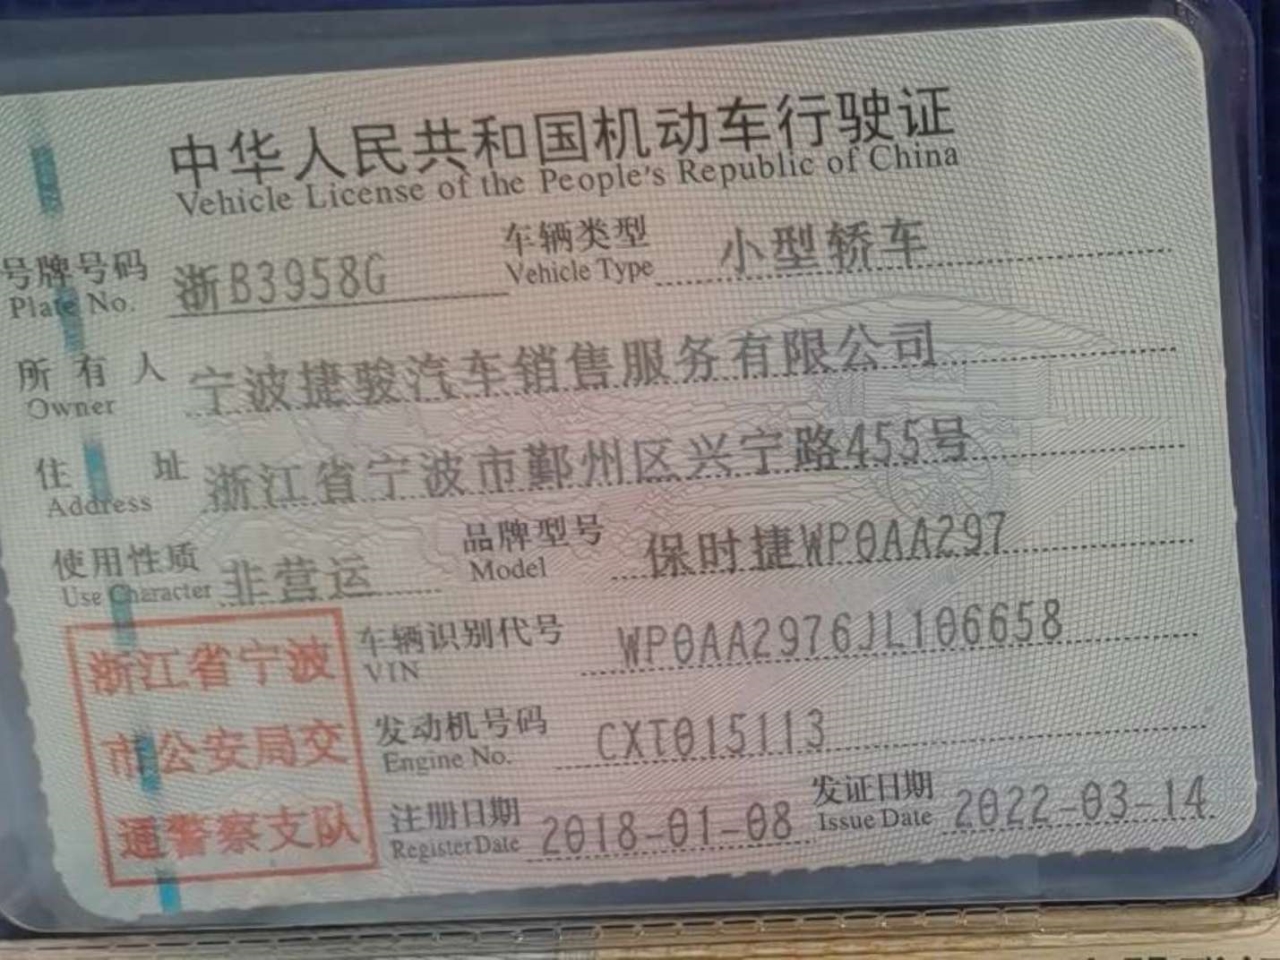 中华人民共和国机动车行驶证
Vehicle License of the People's Republic of China
号牌号码 浙B3958G 车辆类型 小型轿车
Plate No. Vehicle Type
所有人 宁波捷骏汽车销售服务有限公司
Owner
住址 浙江省宁波市鄞州区兴宁路455号
Address
使用性质 非营运 品牌型号 保时捷WP0AA297
Use Character Model
浙江省宁波
市公安局交
通警察支队
车辆识别代号 WP0AA2976JL106658
VIN
发动机号码 CXT015113
Engine No.
注册日期 2018-01-08 发证日期 2022-03-14
Register Date Issue Date